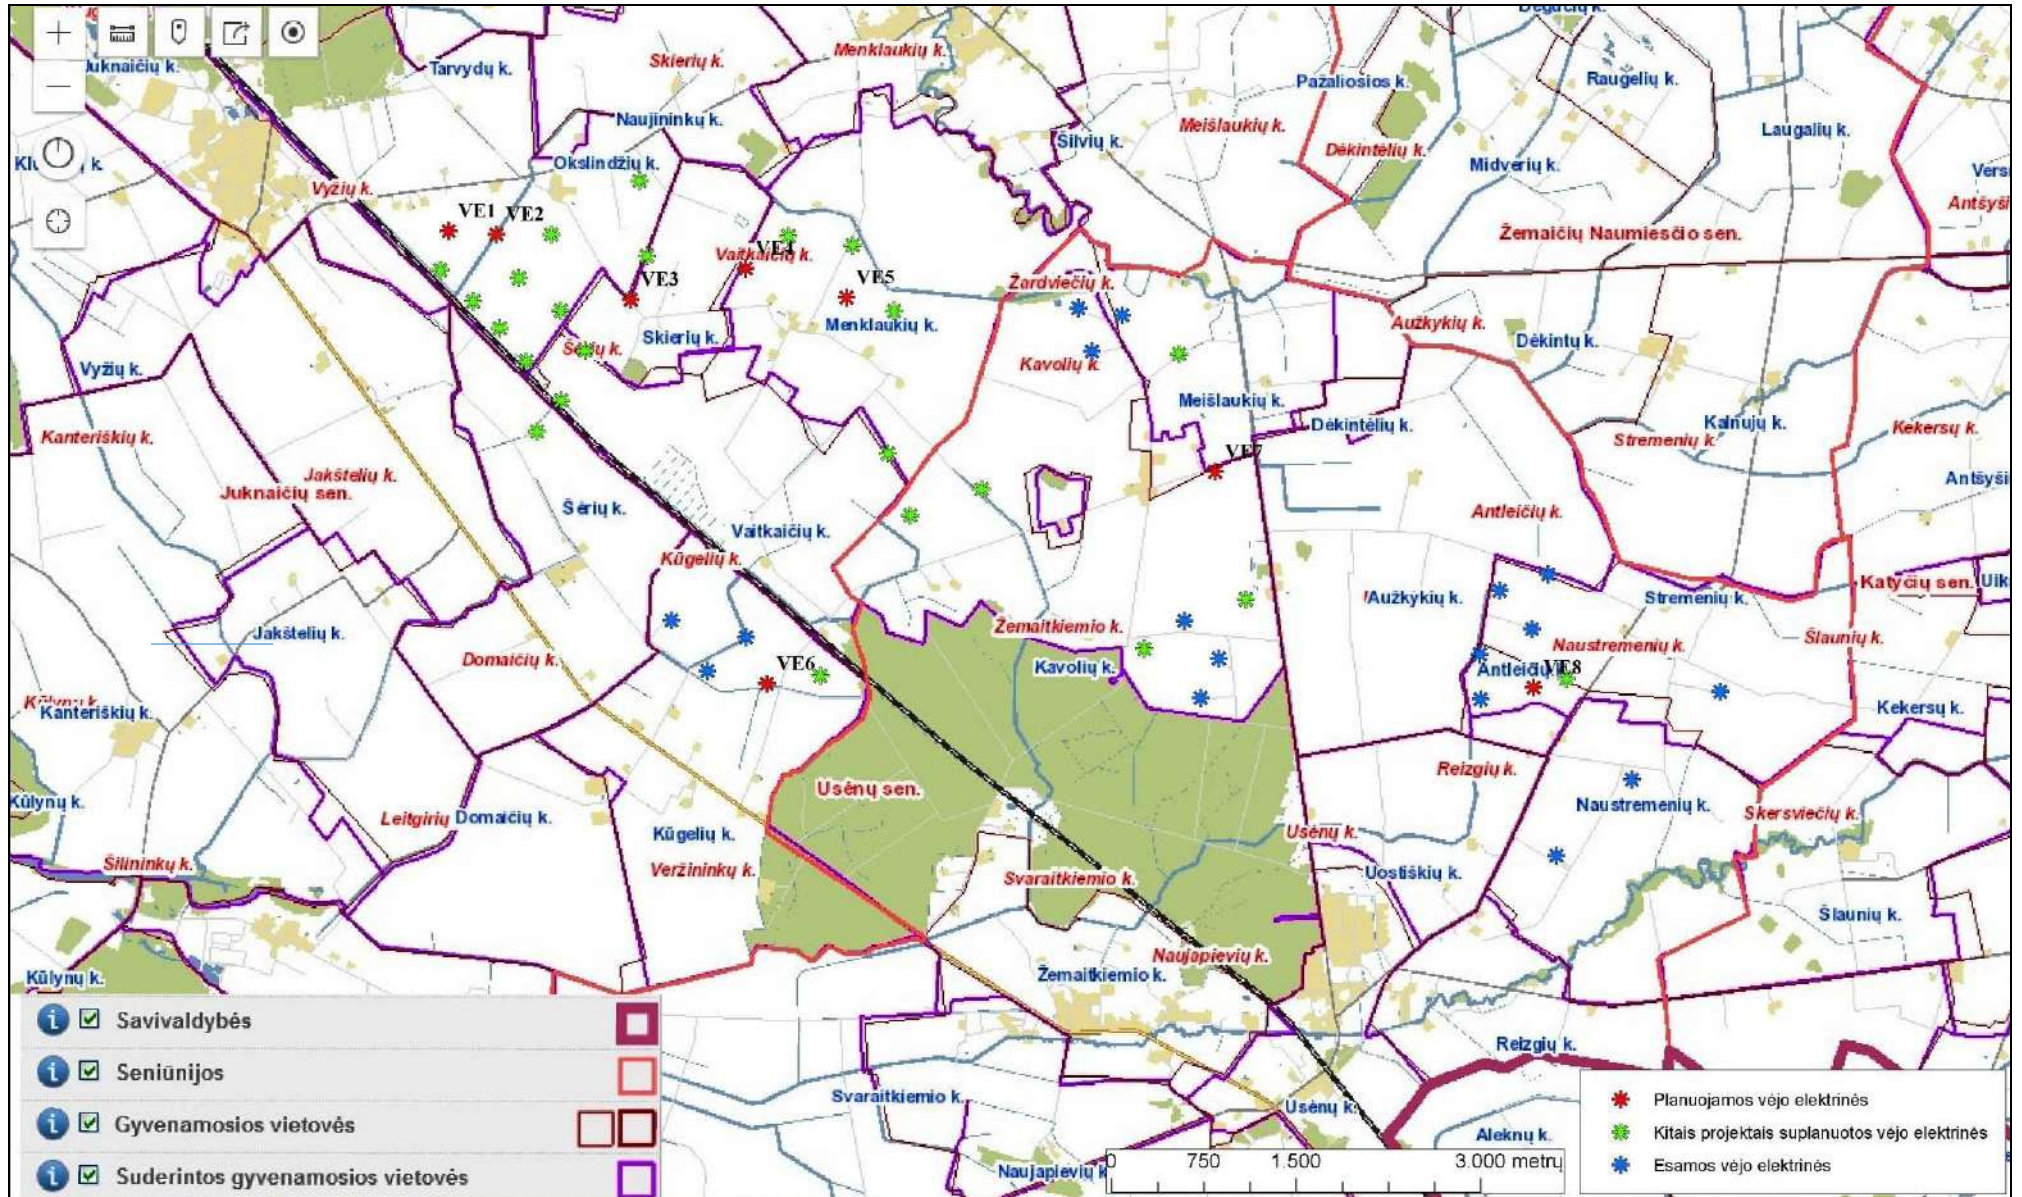 Degučių k.
Juknaičių k.
Tarvydų k.
Skierių k.
Menklaukių k.
Pažaliosios k.
Raugelių k.
Naujininkų k.
Šilvių k.
Meišlaukių k.
Laugalių k.
Okslindžių k.
Dėkintėlių k.
Midverių k.
Vyžių k.
Antšyši
VE1
VE2
Žemaičių Naumiesčio sen.
VE4
Vaitkaičių k.
VE3
VE5
Žardviečių k.
Menklaukių k.
Aužkykių k.
Skierių k.
Dėkintų k.
Šėrių k.
Kavolių k.
Vyžių k.
Meišlaukių k.
Dėkintėlių k.
Kalnujų k.
Kekersų k.
Kanteriškių k.
Stremenių k.
VE7
Jakštelių k.
Juknaičių sen.
Antšyši
Šėrių k.
Antleičių k.
Vaitkaičių k.
Kūgelių k.
Katyčių sen.
Aužkykių k.
Stremenių k.
Jakštelių k.
Žemaitkiemio k.
Naustremenių k.
Šlaunių k.
Domaičių k.
VE6
Kavolių k.
VE8
Kanteriškių k.
Kekersų k.
Reizgių k.
Usėnų sen.
Kūlynų k.
Naustremenių k.
Leitgirių
Domaičių k.
Skersviečių k.
Kūgelių k.
Usėnų k.
Šilininkų k.
Veržininkų k.
Svaraitkiemio k.
Uostiškių k.
Šlaunių k.
Naujapievių k.
Kūlynų k.
Žemaitkiemio k.
Savivaldybės
Reizgių k.
Seniūnijos
Svaraitkiemio k.
Planuojamos vėjo elektrinės
Usėnų k.
Gyvenamosios vietovės
Kitais projektais suplanuotos vėjo elektrinės
Aleknų k.
0 750 1.500 3.000 metrų
Esamos vėjo elektrinės
Suderintos gyvenamosios vietovės
Naujapievių k